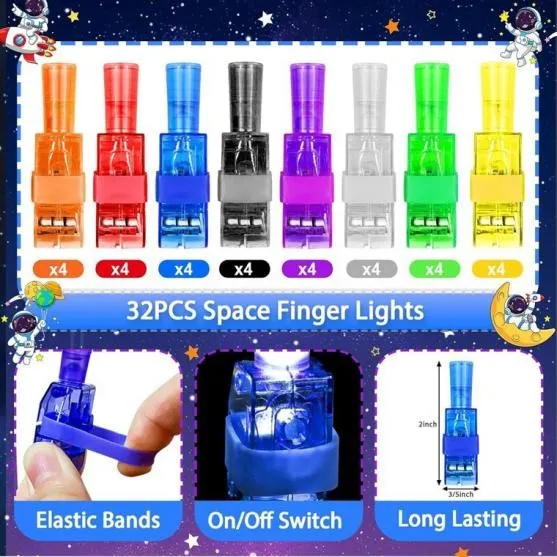 x4 x4 x4 x4 x4 x4 x4 x4
32PCS Space Finger Lights
2inch
3/5inch
Elastic Bands On/Off Switch Long Lasting